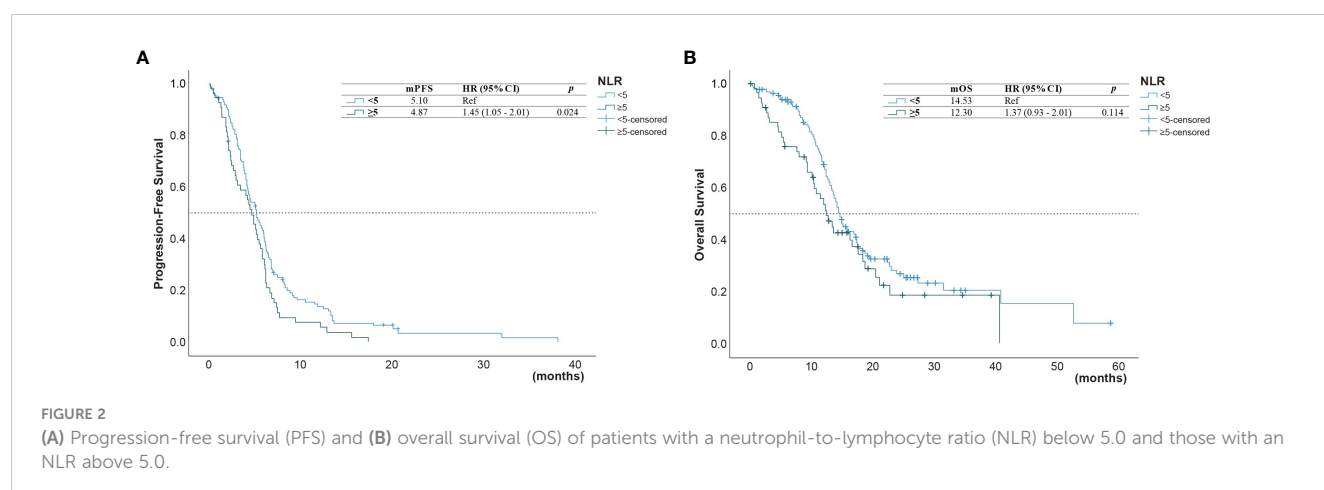 A
B
mPFS HR (95% CI) p
<5 5.10 Ref
≥5 4.87 1.45 (1.05 - 2.01) 0.024
NLR
<5
≥5
<5-censored
≥5-censored
Progression-Free Survival
1.0
0.8
0.6
0.4
0.2
0.0
0 10 20 30 40
(months)
mOS HR (95% CI) p
<5 14.53 Ref
≥5 12.30 1.37 (0.93 - 2.01) 0.114
NLR
<5
≥5
<5-censored
≥5-censored
Overall Survival
1.0
0.8
0.6
0.4
0.2
0.0
0 10 20 30 40 50 60
(months)
FIGURE 2
(A) Progression-free survival (PFS) and (B) overall survival (OS) of patients with a neutrophil-to-lymphocyte ratio (NLR) below 5.0 and those with an
NLR above 5.0.